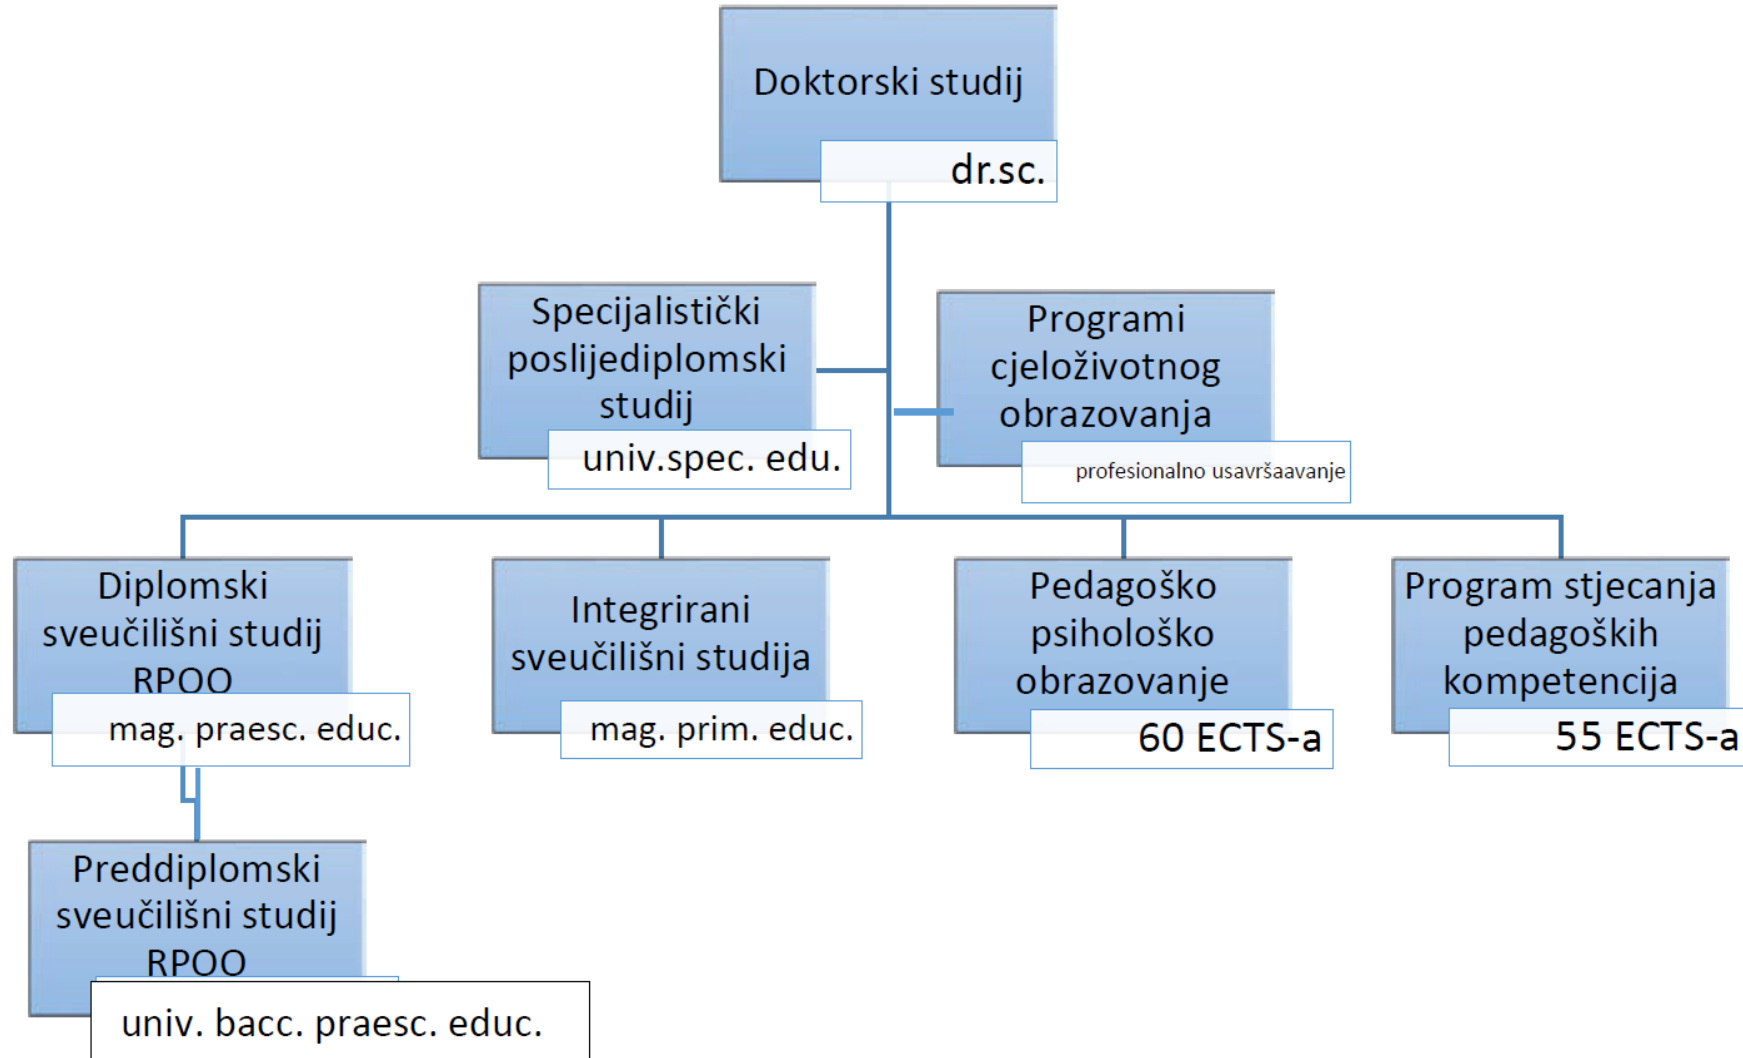 Doktorski studij
dr.sc.
Specijalistički
poslijediplomski
studij
univ.spec. edu.
Programi
cjeloživotnog
obrazovanja
profesionalno usavršaavanje
Diplomski
sveučilišni studij
RPOO
mag. praesc. educ.
Integrirani
sveučilišni studija
mag. prim. educ.
Pedagoško
psihološko
obrazovanje
60 ECTS-a
Program stjecanja
pedagoških
kompetencija
55 ECTS-a
Preddiplomski
sveučilišni studij
RPOO
univ. bacc. praesc. educ.